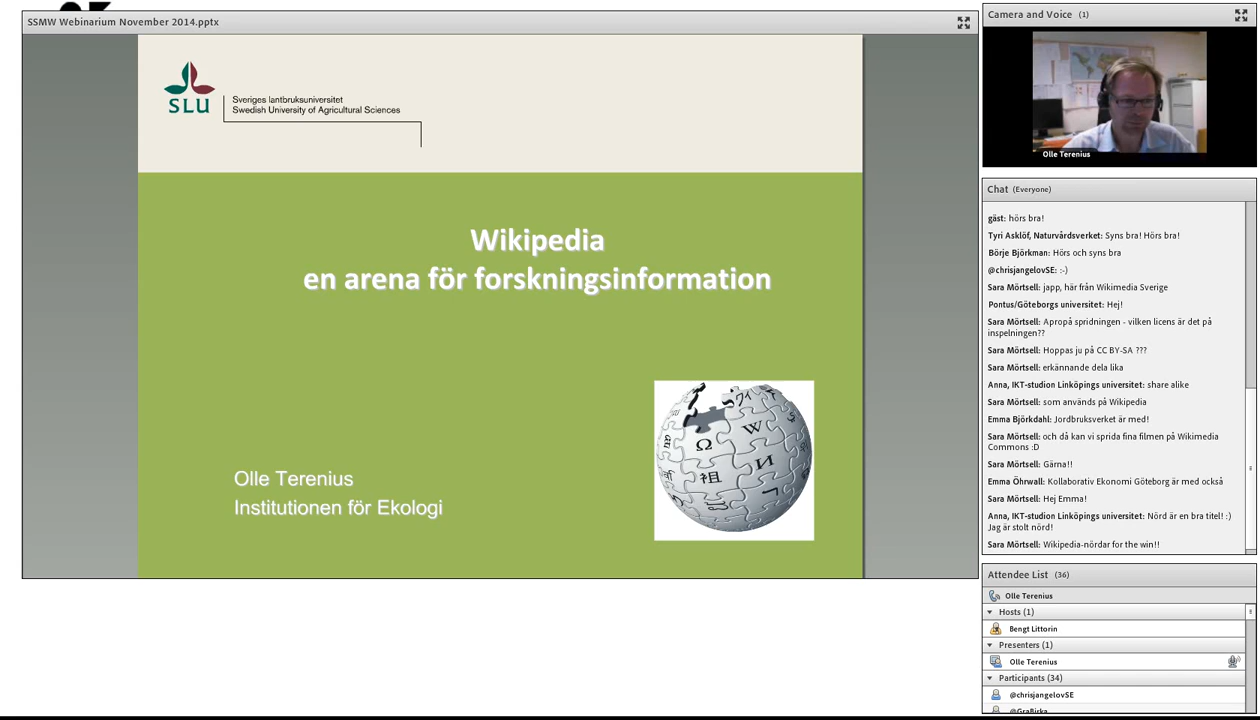 SSMW Webinarium November 2014.pptx
SLU
Sveriges lantbruksuniversitet
Swedish University of Agricultural Sciences
Wikipedia
en arena för forskningsinformation
Olle Terenius
Institutionen för Ekologi
Ω
W
祖
И
Camera and Voice (1)
Olle Terenius
Chat (Everyone)
gäst: hörs bra!
Tyri Asklöf, Naturvårdsverket: Syns bra! Hörs bra!
Börje Björkman: Hörs och syns bra
@chrisjangelovSE: :-)
Sara Mörtsell: japp, här från Wikimedia Sverige
Pontus/Göteborgs universitet: Hej!
Sara Mörtsell: Apropå spridningen - vilken licens är det på
inspelningen??
Sara Mörtsell: Hoppas ju på CC BY-SA ???
Sara Mörtsell: erkännande dela lika
Anna, IKT-studion Linköpings universitet: share alike
Sara Mörtsell: som används på Wikipedia
Emma Björkdahl: Jordbruksverket är med!
Sara Mörtsell: och då kan vi sprida fina filmen på Wikimedia
Commons :D
Sara Mörtsell: Gärna!!
Emma Öhrwall: Kollaborativ Ekonomi Göteborg är med också
Sara Mörtsell: Hej Emma!
Anna, IKT-studion Linköpings universitet: Nörd är en bra titel! :)
Jag är stolt nörd!
Sara Mörtsell: Wikipedia-nördar for the win!!
Attendee List (36)
Olle Terenius
Hosts (1)
Bengt Littorin
Presenters (1)
Olle Terenius
Participants (34)
@chrisjangelovSE